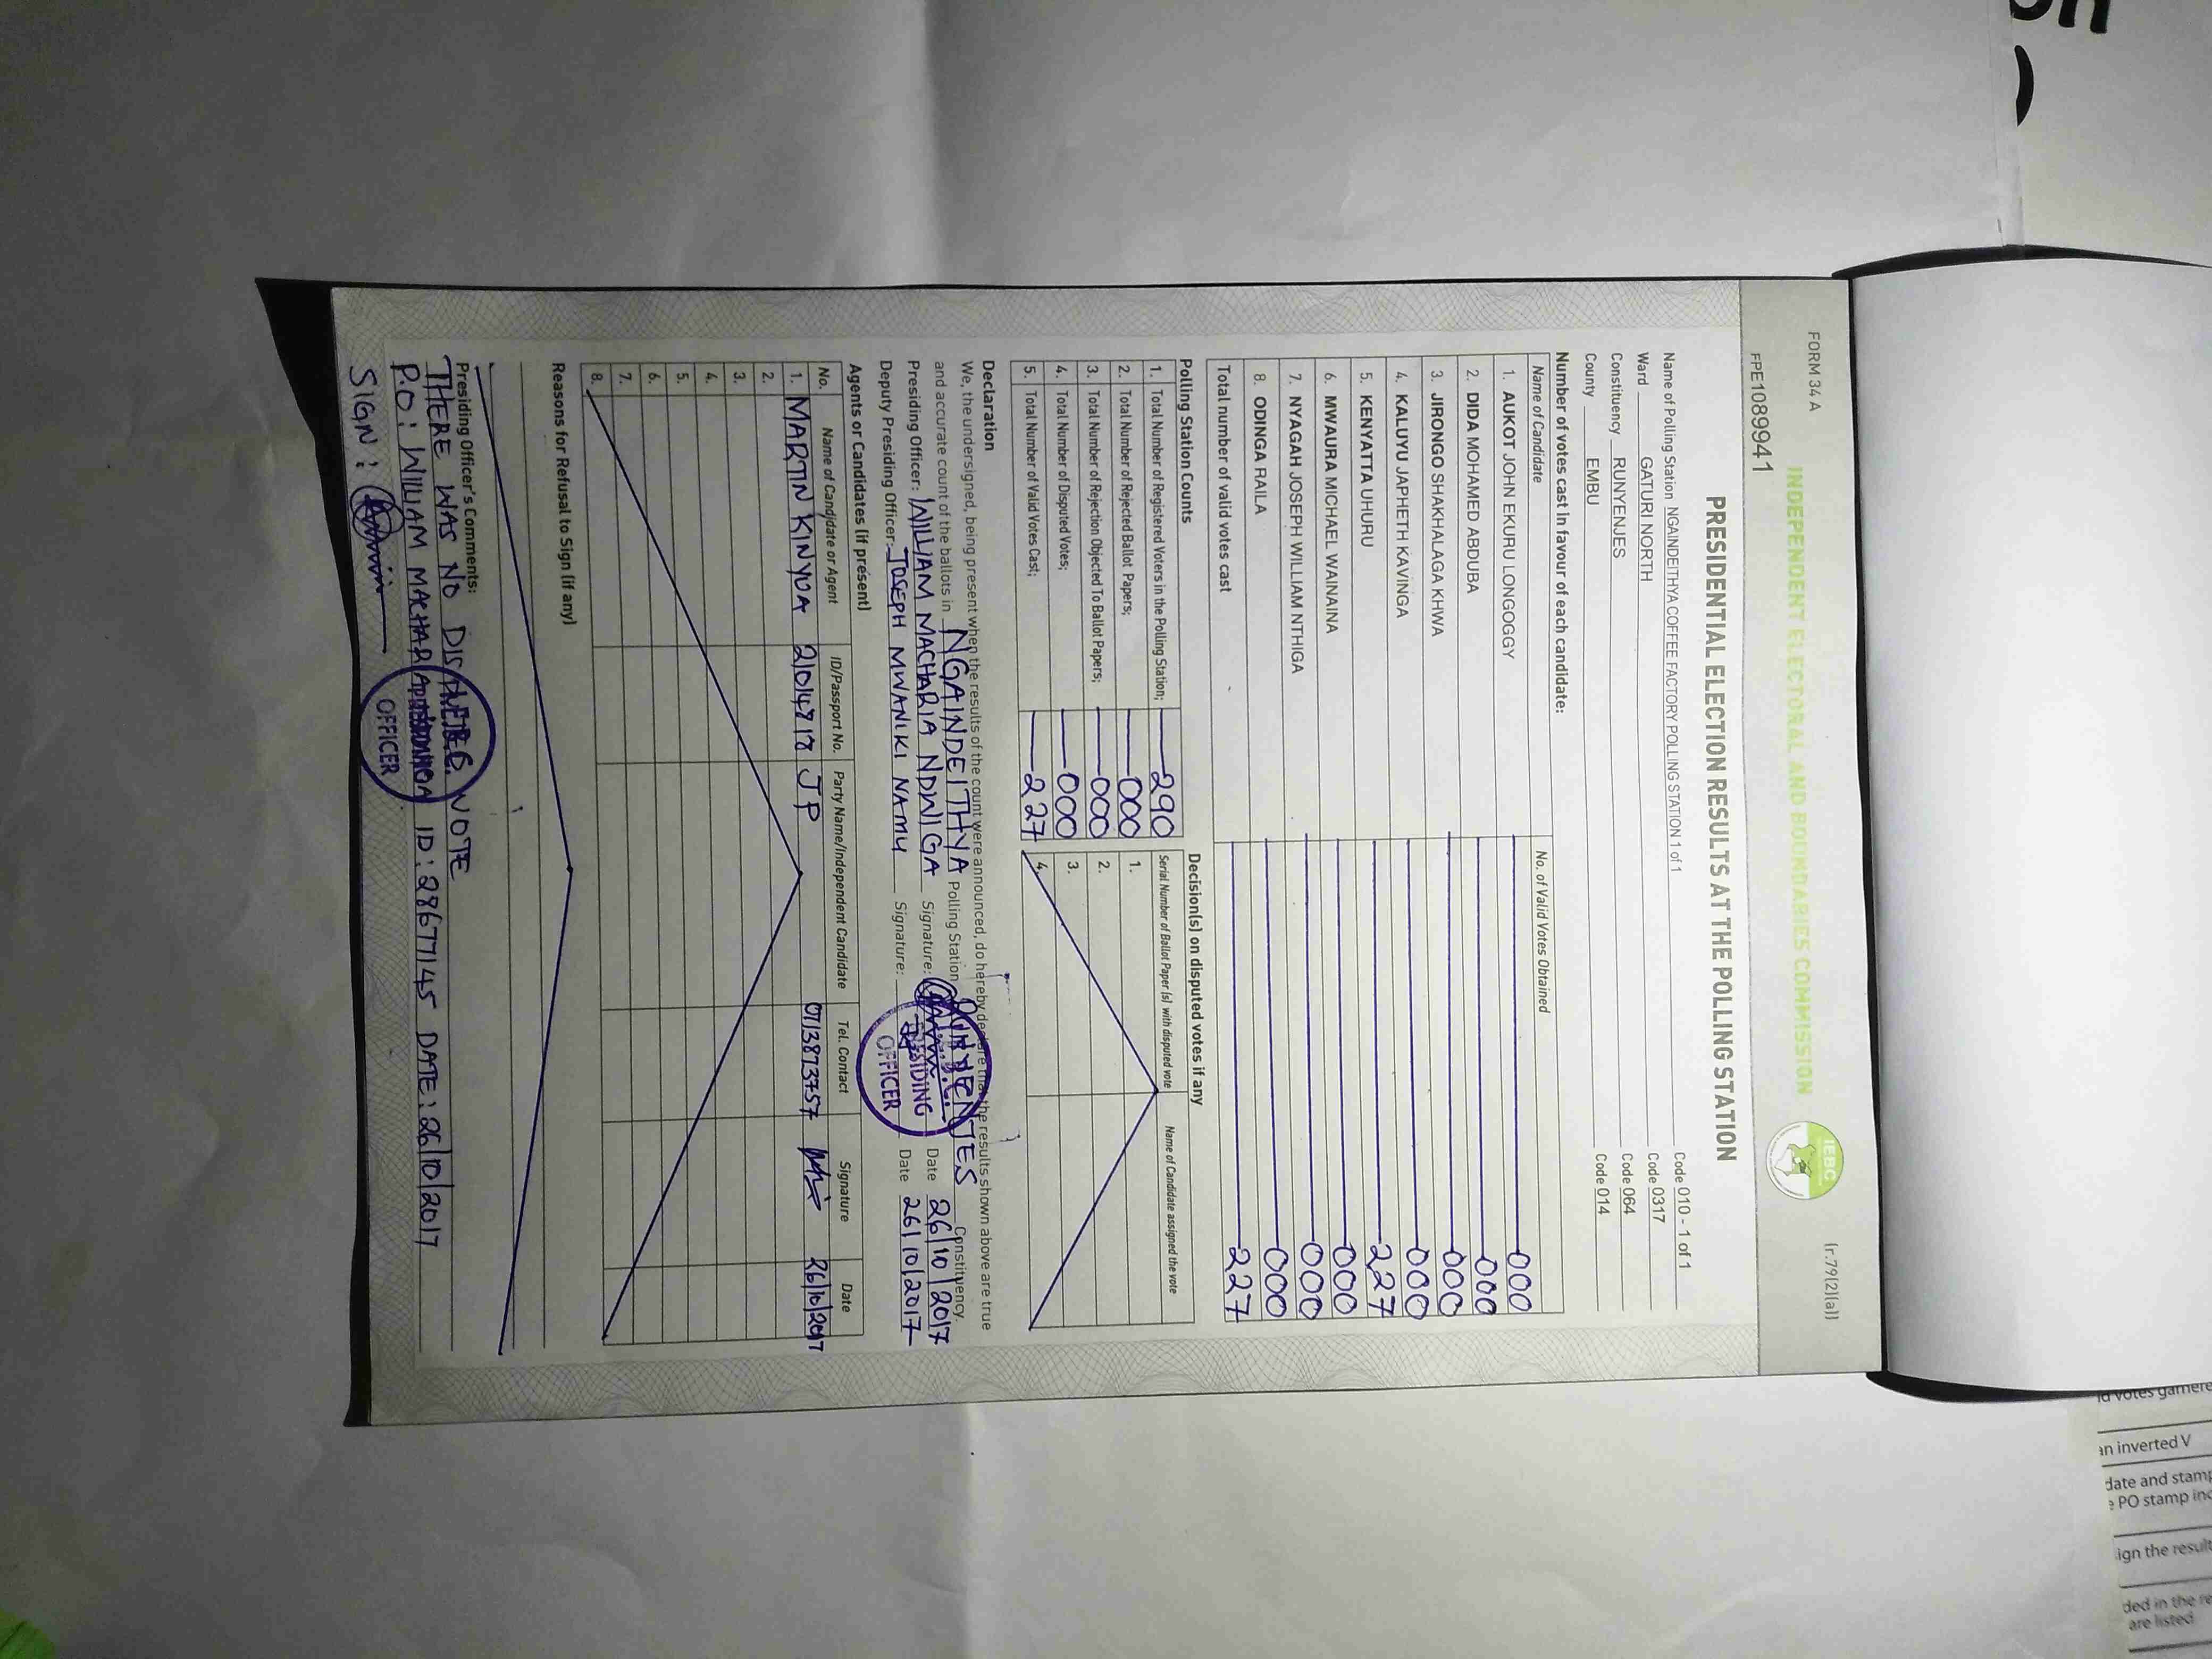 FORM 34 A
(r.79(2)(a))
INDEPENDENT ELECTORAL AND BOUNDARIES COMMISSION
IEBC
FPE1089941
PRESIDENTIAL ELECTION RESULTS AT THE POLLING STATION
Name of Polling Station NGAINDEITHYA COFFEE FACTORY POLLING STATION 1 of 1 Code 010 - 1 of 1
Ward GATURI NORTH Code 0317
Constituency RUNYENJES Code 064
County EMBU Code 014
Number of votes cast in favour of each candidate:
Name of Candidate No. of Valid Votes Obtained
1. AUKOT JOHN EKURU LONGOGGY 000
2. DIDA MOHAMED ABDUBA 000
3. JIRONGO SHAKHALAGA KHWA 000
4. KALUYU JAPHETH KAVINGA 000
5. KENYATTA UHURU 227
6. MWAURA MICHAEL WAINAINA 000
7. NYAGAH JOSEPH WILLIAM NTHIGA 000
8. ODINGA RAILA 000
Total number of valid votes cast 227
Polling Station Counts
1. Total Number of Registered Voters in the Polling Station; 290
2. Total Number of Rejected Ballot Papers; 000
3. Total Number of Rejection Objected To Ballot Papers; 000
4. Total Number of Disputed Votes; 000
5. Total Number of Valid Votes Cast; 227
Decision(s) on disputed votes if any
Serial Number of Ballot Paper (s) with disputed vote Name of Candidate assigned the vote
1.
2.
3.
4.
Declaration
We, the undersigned, being present when the results of the count were announced, do hereby declare that the results shown above are true
and accurate count of the ballots in NGAINDEITHYA Polling Station RUNYENJES Constituency.
Presiding Officer: WILLIAM MACHARIA NDWIGA Signature: Date 26/10/2017
Deputy Presiding Officer: JOSEPH MWANIKI NAMU Signature: Date 26/10/2017
PRESIDING
OFFICER
Agents or Candidates (if present)
No. Name of Candidate or Agent ID/Passport No. Party Name/Independent Candidate Tel. Contact Signature Date
1. MARTIN KINYUA JP 26/10/2017
2.
3.
4.
5.
6.
7.
8.
Reasons for Refusal to Sign (if any)
Presiding Officer's Comments:
THERE WAS NO VOTE
P.O: WILLIAM MACHARIA ID: 28677145 DATE: 26/10/2017
SIGN:
OFFICER
an inverted V
date and stamp
PO stamp
ign the result
ded in the re
are listed